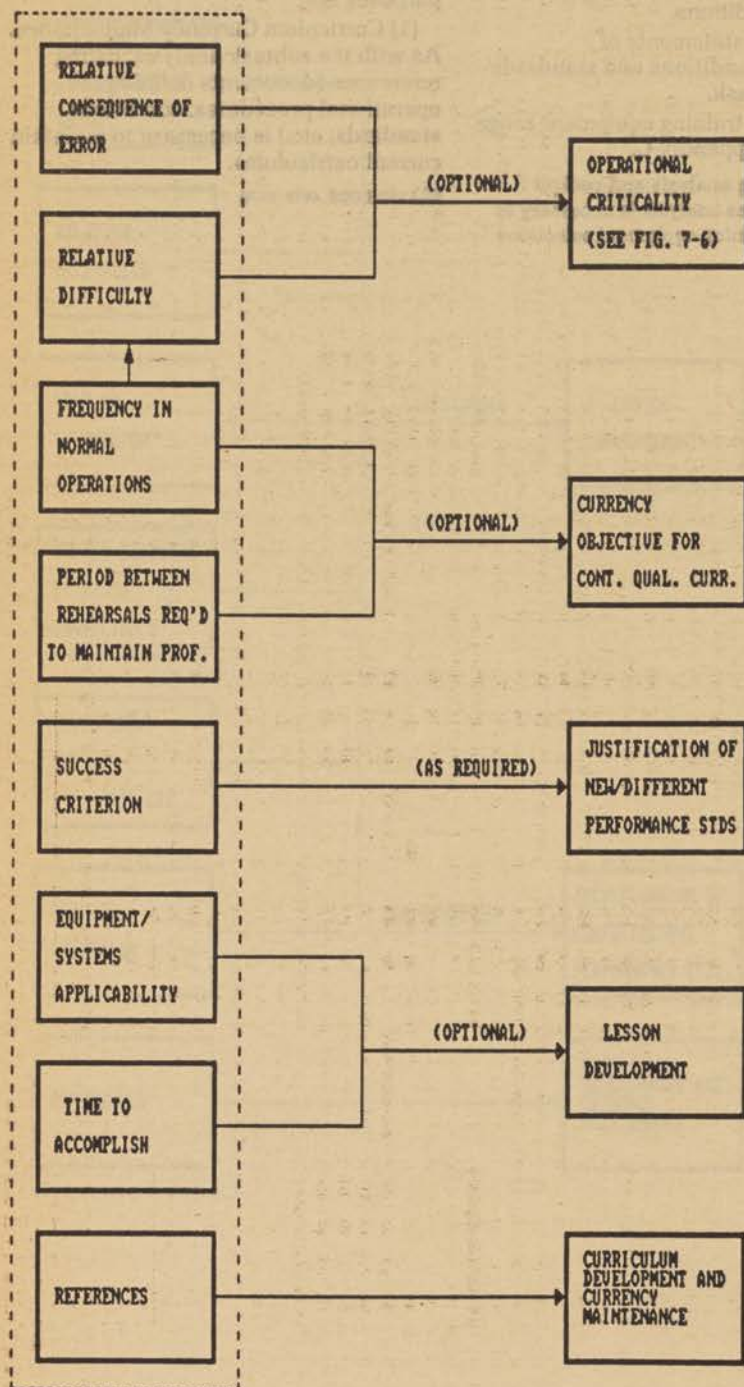 RELATIVE
CONSEQUENCE OF
ERROR
(OPTIONAL)
OPERATIONAL
CRITICALITY
(SEE FIG. 7-6)
RELATIVE
DIFFICULTY
FREQUENCY IN
NORMAL
OPERATIONS
(OPTIONAL)
CURRENCY
OBJECTIVE FOR
CONT. QUAL. CURR.
PERIOD BETWEEN
REHEARSALS REQ'D
TO MAINTAIN PROF.
SUCCESS
CRITERION
(AS REQUIRED)
JUSTIFICATION OF
NEW/DIFFERENT
PERFORMANCE STDS
EQUIPMENT/
SYSTEMS
APPLICABILITY
(OPTIONAL)
LESSON
DEVELOPMENT
TIME TO
ACCOMPLISH
REFERENCES
CURRICULUM
DEVELOPMENT AND
CURRENCY
MAINTENANCE